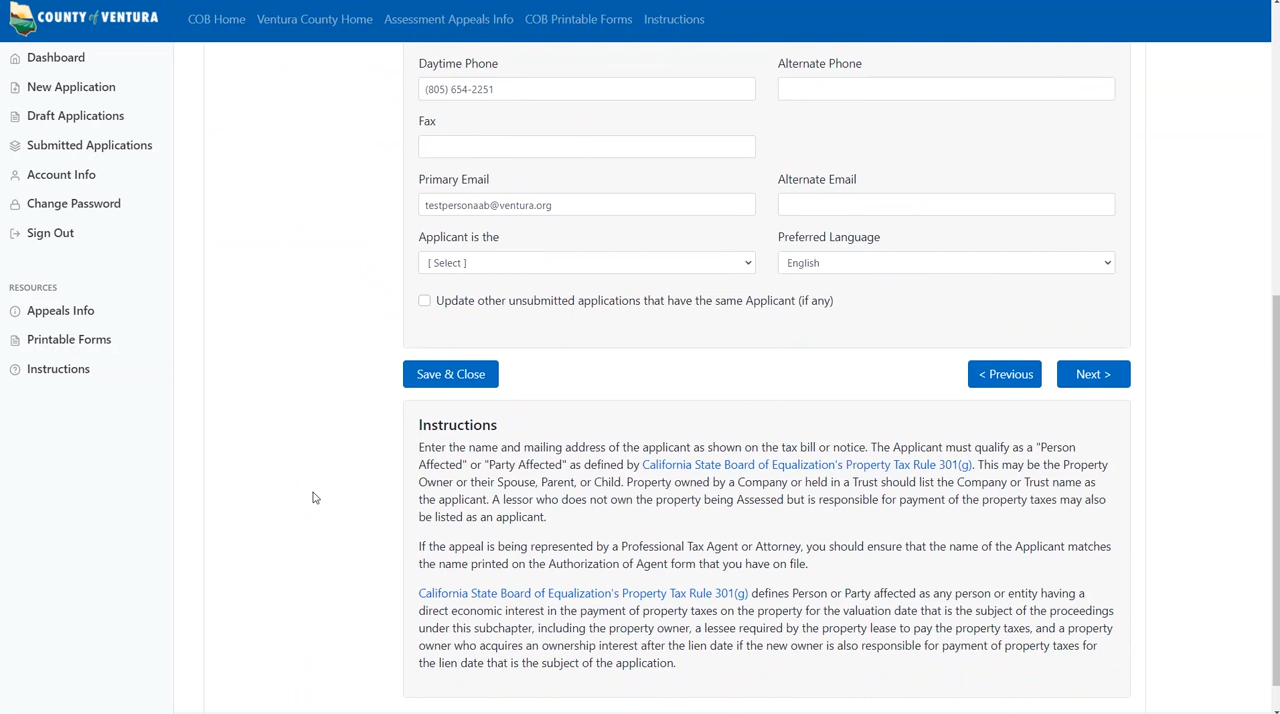 COUNTY of VENTURA
COB Home Ventura County Home Assessment Appeals Info COB Printable Forms Instructions
Dashboard
New Application
Draft Applications
Submitted Applications
Account Info
Change Password
Sign Out
RESOURCES
Appeals Info
Printable Forms
Instructions
Daytime Phone
(805) 654-2251
Alternate Phone
Fax
Primary Email
testpersonaab@ventura.org
Alternate Email
Applicant is the
[ Select ]
Preferred Language
English
Update other unsubmitted applications that have the same Applicant (if any)
Save & Close
< Previous
Next >
Instructions
Enter the name and mailing address of the applicant as shown on the tax bill or notice. The Applicant must qualify as a "Person
Affected" or "Party Affected" as defined by California State Board of Equalization's Property Tax Rule 301(g). This may be the Property
Owner or their Spouse, Parent, or Child. Property owned by a Company or held in a Trust should list the Company or Trust name as
the applicant. A lessor who does not own the property being Assessed but is responsible for payment of the property taxes may also
be listed as an applicant.
If the appeal is being represented by a Professional Tax Agent or Attorney, you should ensure that the name of the Applicant matches
the name printed on the Authorization of Agent form that you have on file.
California State Board of Equalization's Property Tax Rule 301(g) defines Person or Party affected as any person or entity having a
direct economic interest in the payment of property taxes on the property for the valuation date that is the subject of the proceedings
under this subchapter, including the property owner, a lessee required by the property lease to pay the property taxes, and a property
owner who acquires an ownership interest after the lien date if the new owner is also responsible for payment of property taxes for
the lien date that is the subject of the application.